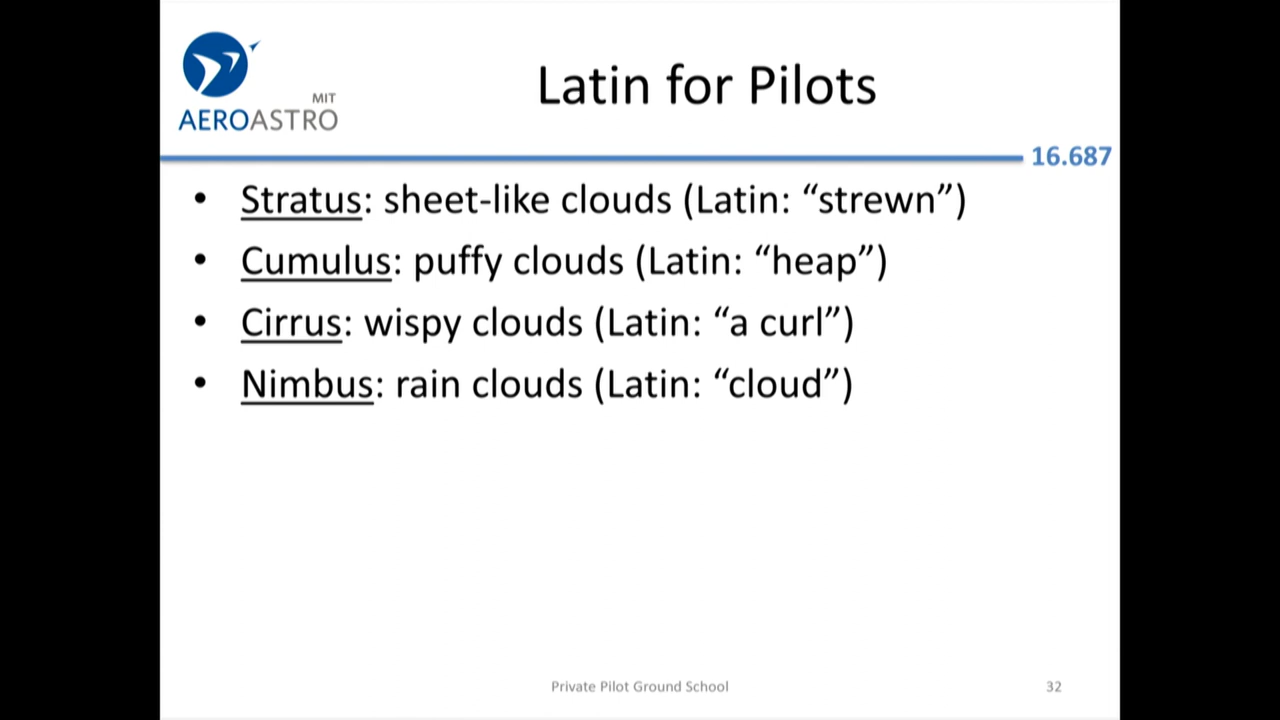 MIT
AEROASTRO
Latin for Pilots
16.687
• Stratus: sheet-like clouds (Latin: “strewn”)
• Cumulus: puffy clouds (Latin: “heap”)
• Cirrus: wispy clouds (Latin: “a curl”)
• Nimbus: rain clouds (Latin: “cloud”)
Private Pilot Ground School
32